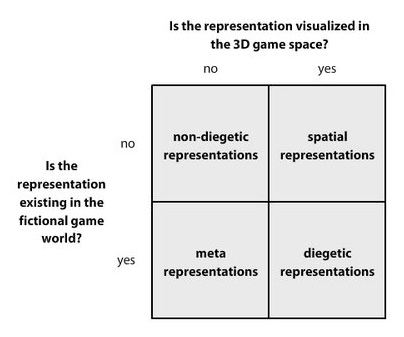 Is the representation visualized in
the 3D game space?
no yes
no
non-diegetic
representations
spatial
representations
Is the
representation
existing in the
fictional game
world?
yes
meta
representations
diegetic
representations